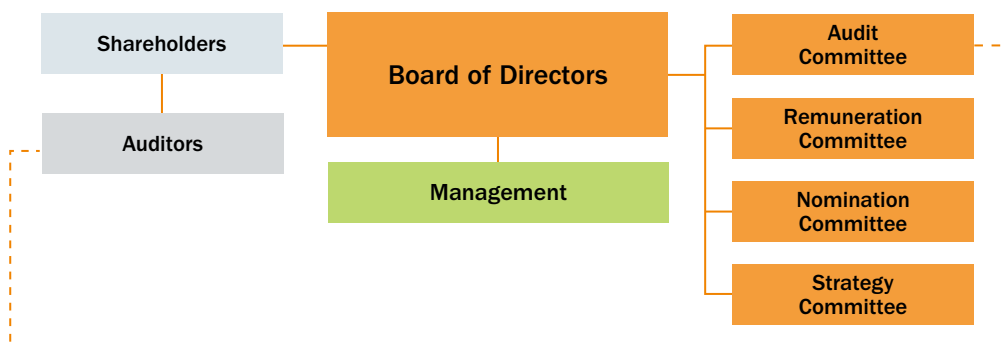 Shareholders
Auditors
Board of Directors
Management
Audit
Committee
Remuneration
Committee
Nomination
Committee
Strategy
Committee